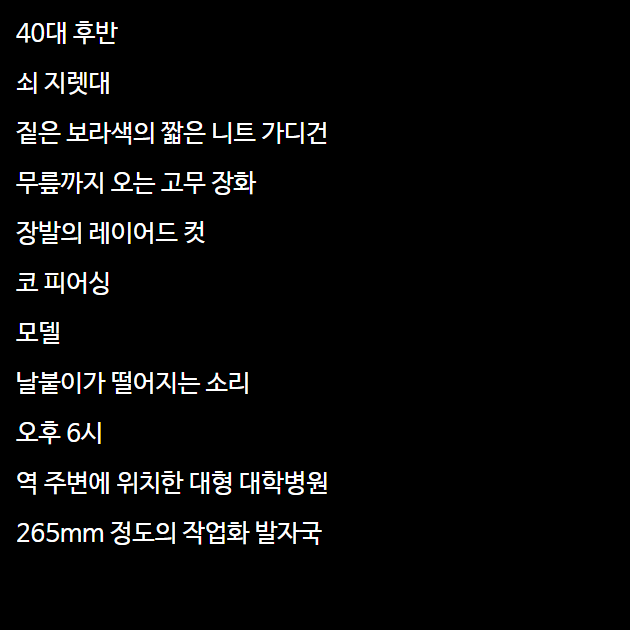 40대 후반
쇠 지렛대
짙은 보라색의 짧은 니트 가디건
무릎까지 오는 고무 장화
장발의 레이어드 컷
코 피어싱
모델
날붙이가 떨어지는 소리
오후 6시
역 주변에 위치한 대형 대학병원
265mm 정도의 작업화 발자국